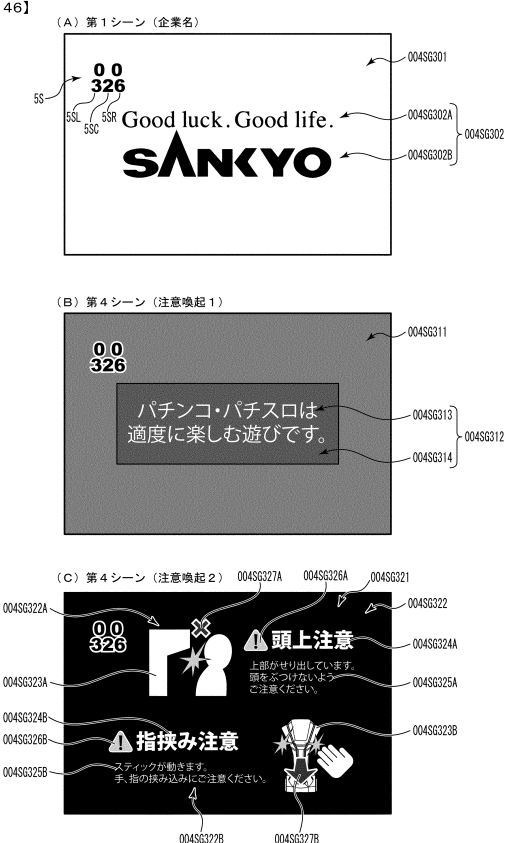 46】
（Ａ）第１シーン（企業名）
004SG301
0 0
326
5S
5SL
5SC
5SR
Good luck. Good life.
SANKYO
004SG302A
004SG302B
004SG302
（Ｂ）第４シーン（注意喚起１）
004SG311
0 0
326
パチンコ・パチスロは
適度に楽しむ遊びです。
004SG313
004SG314
004SG312
（Ｃ）第４シーン（注意喚起２）
004SG327A
004SG326A
004SG321
004SG322
004SG322A
0 0
326
頭上注意
004SG324A
上部がせり出しています。
頭をぶつけないよう
ご注意ください。
004SG325A
004SG323A
004SG324B
004SG326B
004SG325B
指挟み注意
スティックが動きます。
手、指の挟み込みにご注意ください。
004SG323B
004SG322B
004SG327B